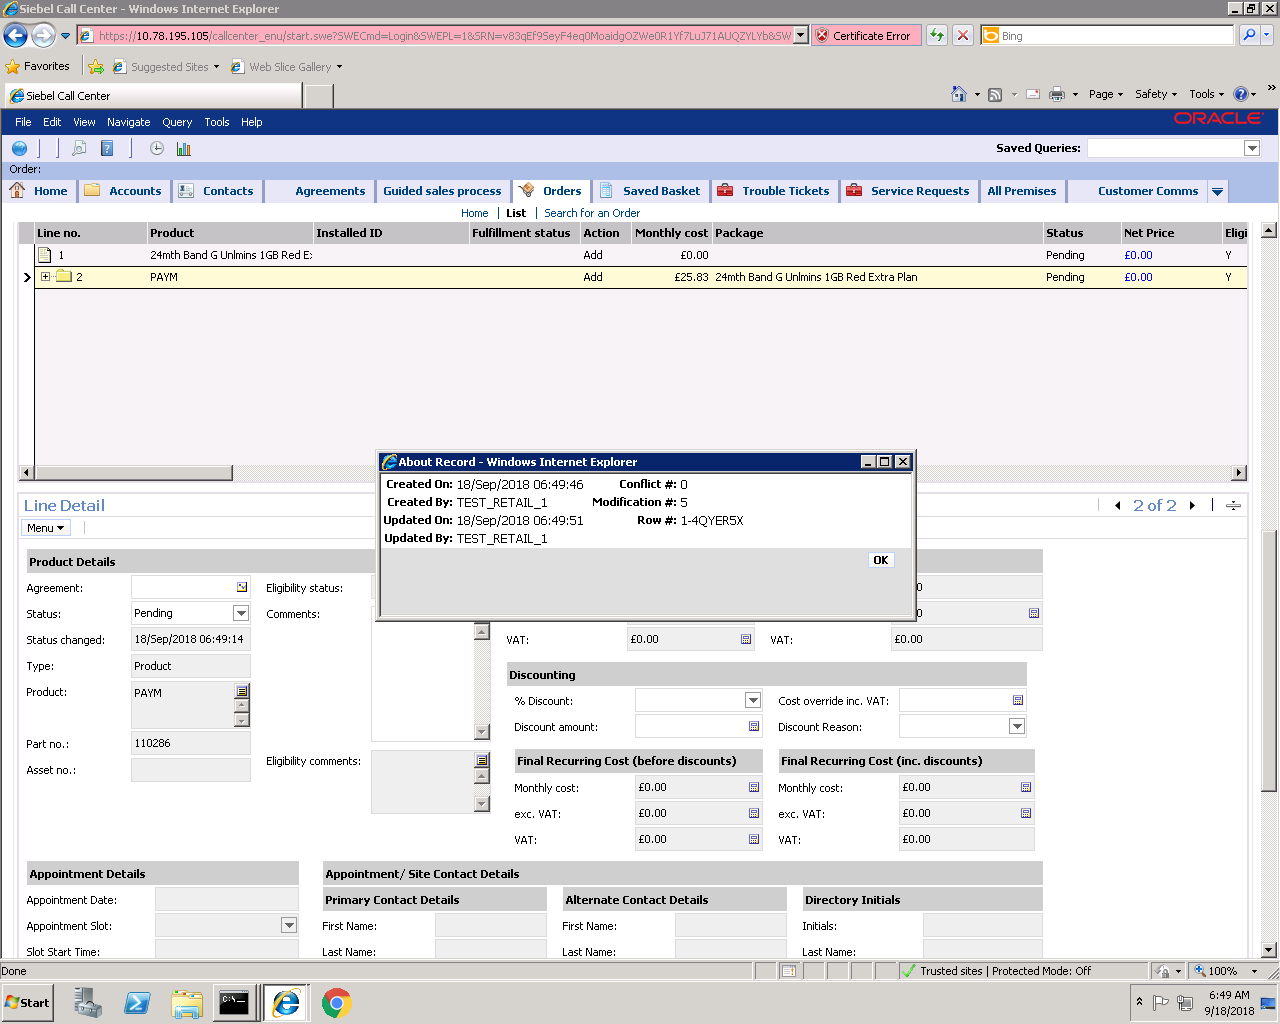 Siebel Call Center - Windows Internet Explorer
https://10.78.195.105/callcenter_enu/start.swe?SWECmd=Login&SWEPL=1&SRN= Certificate Error Bing
Favorites Suggested Sites Web Slice Gallery
Siebel Call Center Page Safety Tools
File Edit View Navigate Query Tools Help ORACLE
Saved Queries:
Order:
Home Accounts Contacts Agreements Guided sales process Orders Saved Basket Trouble Tickets Service Requests All Premises Customer Comms
Home List Search for an Order
Line no. Product Installed ID Fulfillment status Action Monthly cost Package Status Net Price Eligi
1 24mth Band G Unlmins 1GB Red E: Add £0.00 Pending £0.00 Y
2 PAYM Add £25.83 24mth Band G Unlmins 1GB Red Extra Plan Pending £0.00 Y
About Record - Windows Internet Explorer
Created On: 18/Sep/2018 06:49:46 Conflict #: 0
Created By: TEST_RETAIL_1 Modification #: 5
Updated On: 18/Sep/2018 06:49:51 Row #: 1-4QYER5X
Updated By: TEST_RETAIL_1
OK
Line Detail 2 of 2
Menu
Product Details
Agreement: Eligibility status: 0
Status: Pending Comments: 0
Status changed: 18/Sep/2018 06:49:14 VAT: £0.00 VAT: £0.00
Type: Product
Discounting
Product: PAYM % Discount: Cost override inc. VAT:
Discount amount: Discount Reason:
Part no.: 110286
Asset no.: Eligibility comments: Final Recurring Cost (before discounts) Final Recurring Cost (inc. discounts)
Monthly cost: £0.00 Monthly cost: £0.00
exc. VAT: £0.00 exc. VAT: £0.00
VAT: £0.00 VAT: £0.00
Appointment Details Appointment/ Site Contact Details
Appointment Date: Primary Contact Details Alternate Contact Details Directory Initials
Appointment Slot: First Name: First Name: Initials:
Slot Start Time: Last Name: Last Name: Last Name:
Done Trusted sites | Protected Mode: Off 100%
Start 6:49 AM
9/18/2018